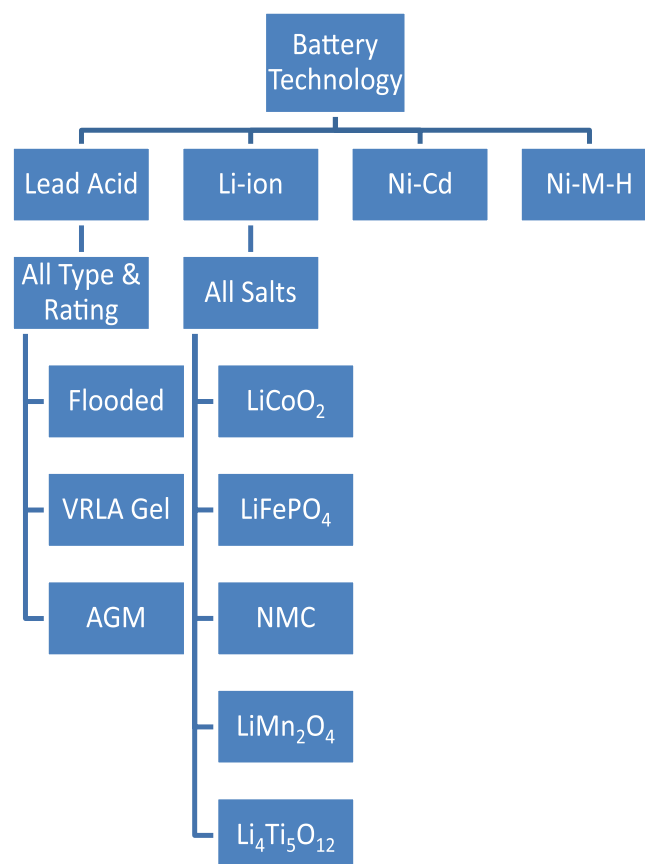 Battery
Technology
Lead Acid
Li-ion
Ni-Cd
Ni-M-H
All Type &
Rating
All Salts
Flooded
LiCoO₂
VRLA Gel
LiFePO₄
AGM
NMC
LiMn₂O₄
Li₄Ti₅O₁₂